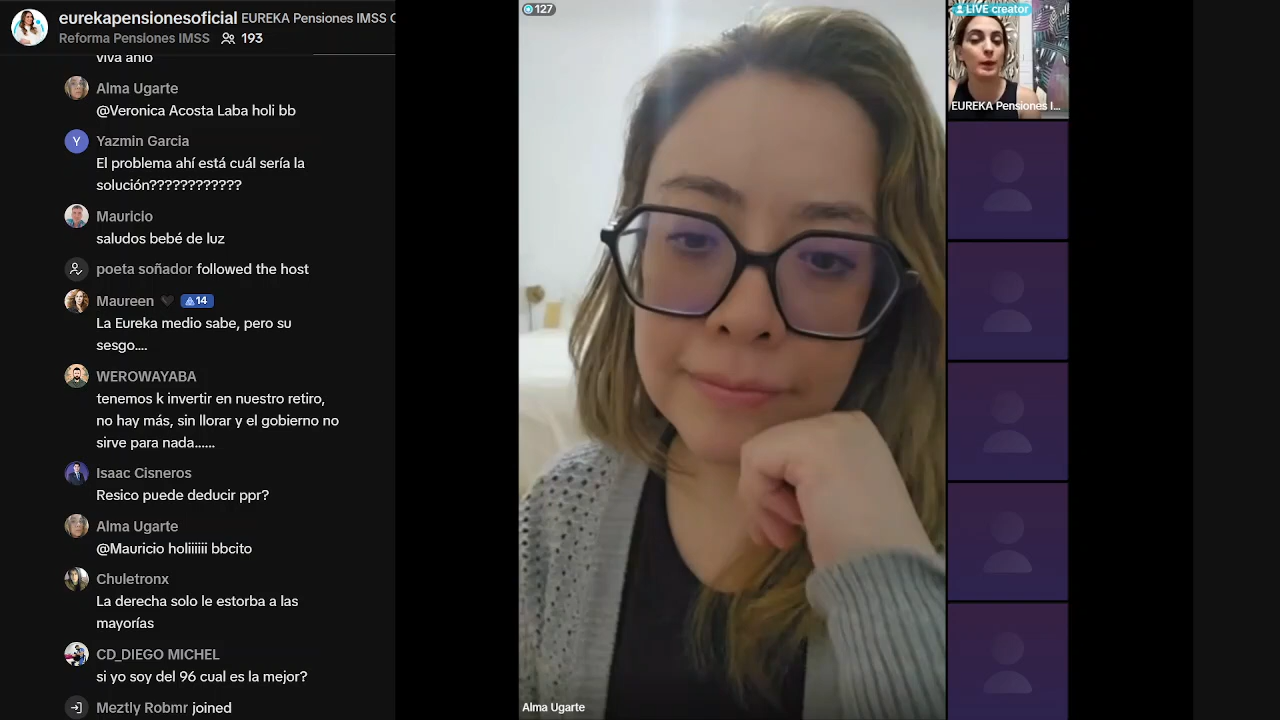 eurekapensionesoficial EUREKA Pensiones IMSS
Reforma Pensiones IMSS 193
viva anlo
Alma Ugarte
@Veronica Acosta Laba holi bb
Y Yazmin Garcia
El problema ahí está cuál sería la
solución????????????
Mauricio
saludos bebé de luz
poeta soñador followed the host
Maureen 14
La Eureka medio sabe, pero su
sesgo....
WEROWAYABA
tenemos k invertir en nuestro retiro,
no hay más, sin llorar y el gobierno no
sirve para nada......
Isaac Cisneros
Resico puede deducir ppr?
Alma Ugarte
@Mauricio holiiiiii bbcito
Chuletronx
La derecha solo le estorba a las
mayorías
CD_DIEGO MICHEL
si yo soy del 96 cual es la mejor?
Meztly Robmr joined
127
Alma Ugarte
LIVE creator
EUREKA Pensiones I...